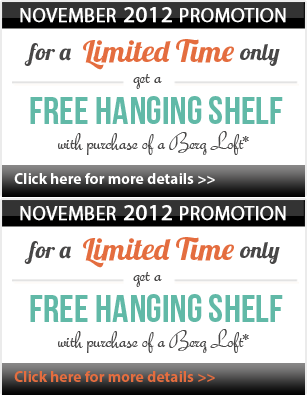 NOVEMBER 2012 PROMOTION
for a Limited Time only
get a
FREE HANGING SHELF
with purchase of a Berg Loft*
Click here for more details >>
NOVEMBER 2012 PROMOTION
for a Limited Time only
get a
FREE HANGING SHELF
with purchase of a Berg Loft*
Click here for more details >>